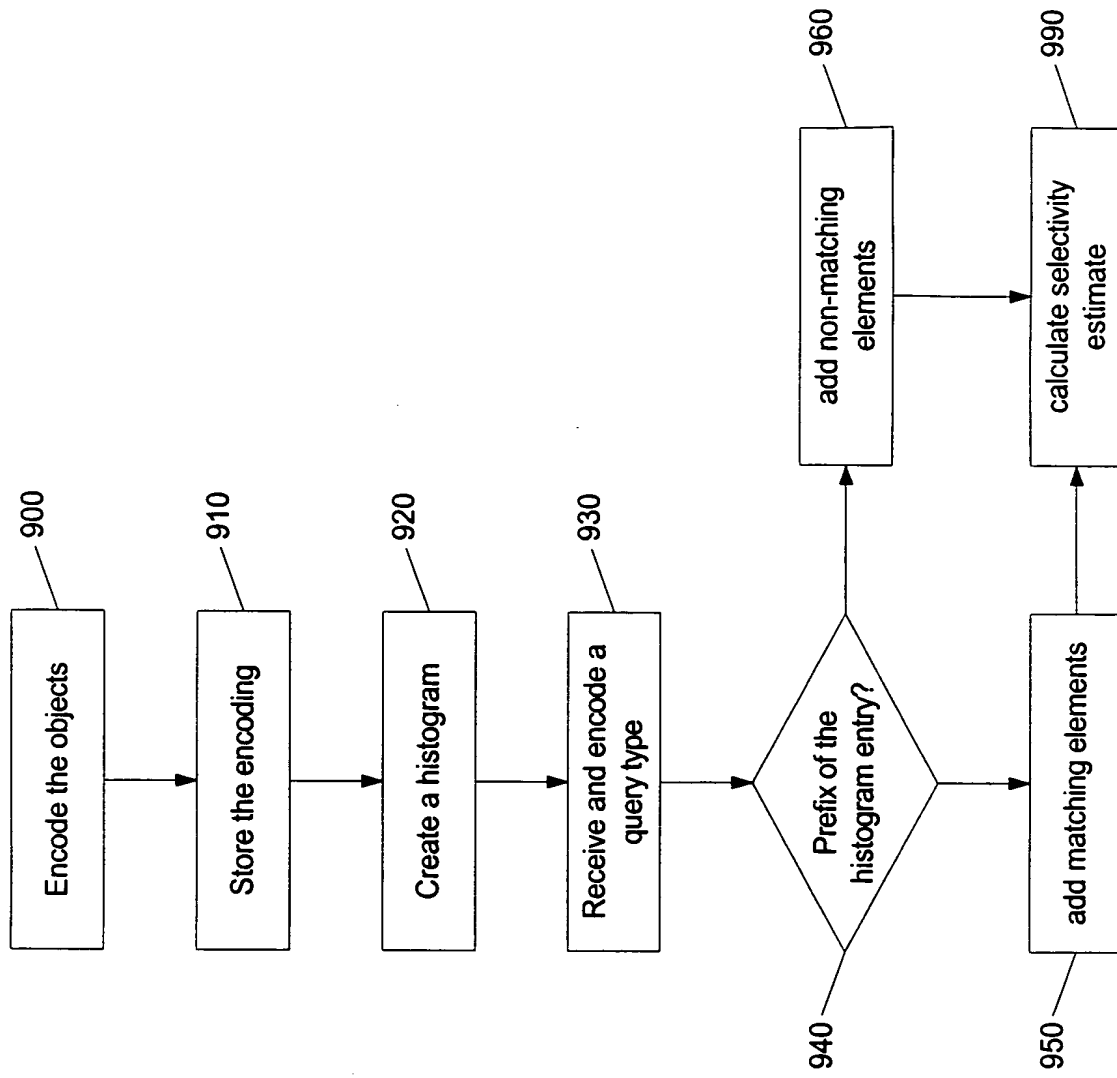 900
Encode the objects
910
Store the encoding
920
Create a histogram
930
Receive and encode a
query type
940
Prefix of the
histogram entry?
960
add non-matching
elements
950
add matching elements
990
calculate selectivity
estimate